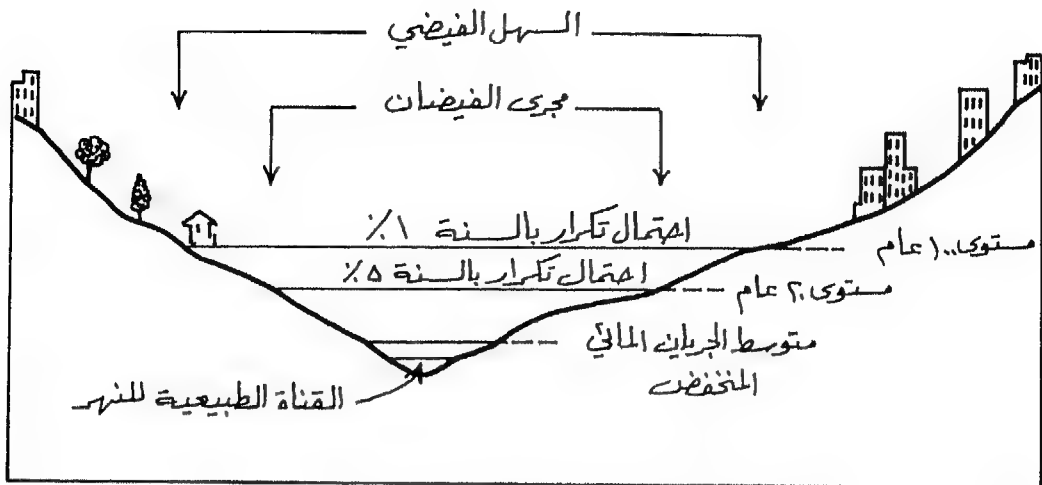 السهل الفيضي
مجرى الفيضان
احتمال تكرار بالسنة ١٪
مستوى ١٠٠ عام
احتمال تكرار بالسنة ٥٪
مستوى ٢٠ عام
متوسط الجريان المائي
المنخفض
القناة الطبيعية للنهر